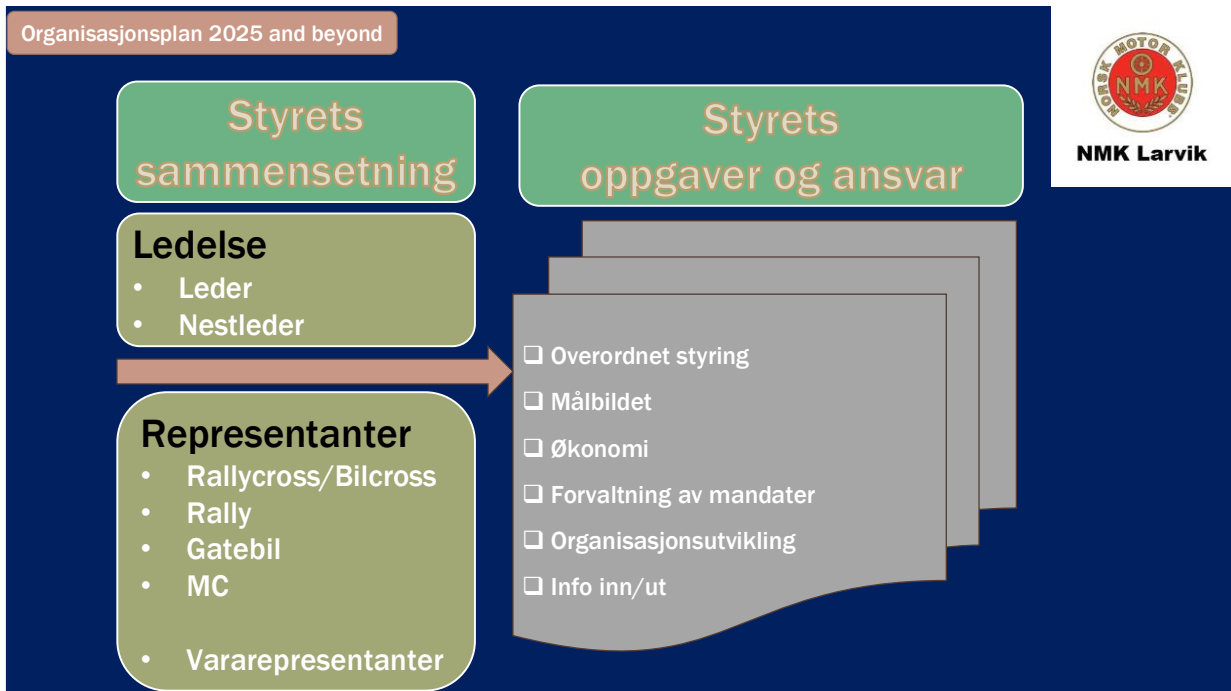 Organisasjonsplan 2025 and beyond
NORSK MOTOR KLUBB
NMK
NMK Larvik
Styrets
sammensetning
Styrets
oppgaver og ansvar
Ledelse
• Leder
• Nestleder
Representanter
• Rallycross/Bilcross
• Rally
• Gatebil
• MC
• Vararepresentanter
❑ Overordnet styring
❑ Målbildet
❑ Økonomi
❑ Forvaltning av mandater
❑ Organisasjonsutvikling
❑ Info inn/ut